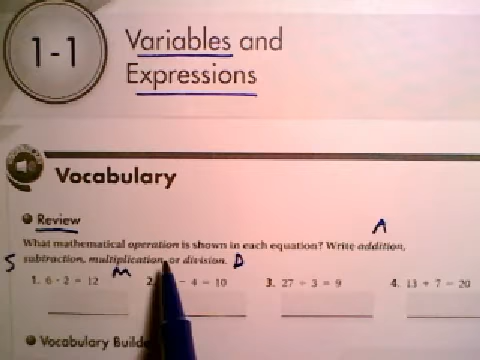 1-1
Variables and
Expressions
Vocabulary
Review
A
What mathematical operation is shown in each equation? Write addition,
S subtraction, multiplication, or division. D
M
1. 6 · 2 = 12 2. - 4 = 10 3. 27 ÷ 3 = 9 4. 13 + 7 = 20
Vocabulary